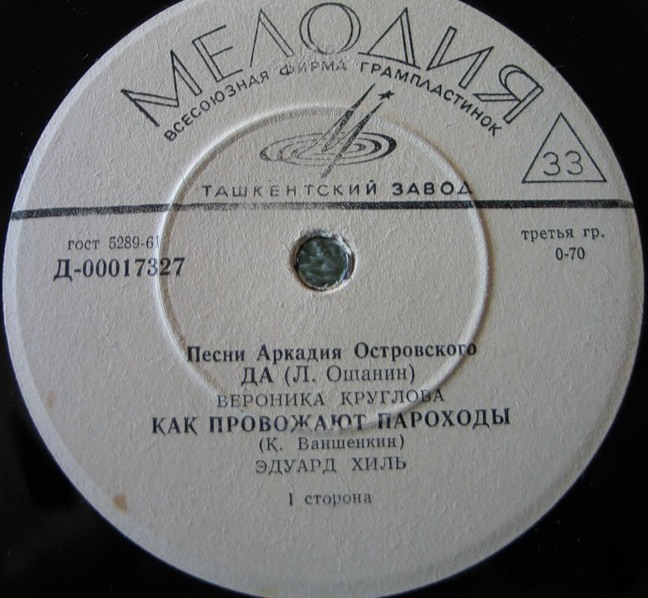 МЕЛОДИЯ
ВСЕСОЮЗНАЯ ФИРМА ГРАМПЛАСТИНОК
33
ТАШКЕНТСКИЙ ЗАВОД
гост 5289-61
Д-00017327
третья гр.
0-70
Песни Аркадия Островского
ДА (Л. Ошанин)
ВЕРОНИКА КРУГЛОВА
КАК ПРОВОЖАЮТ ПАРОХОДЫ
(К. Ваншенкин)
ЭДУАРД ХИЛЬ
1 сторона